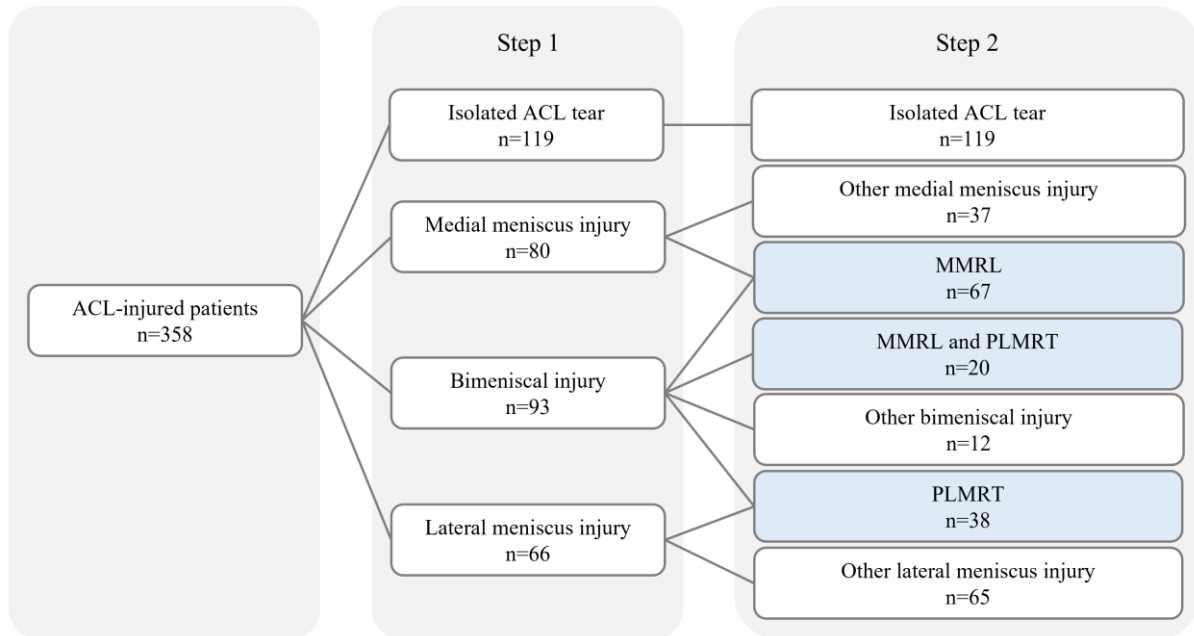 ACL-injured patients
n=358
Step 1
Isolated ACL tear
n=119
Medial meniscus injury
n=80
Bimeniscal injury
n=93
Lateral meniscus injury
n=66
Step 2
Isolated ACL tear
n=119
Other medial meniscus injury
n=37
MMRL
n=67
MMRL and PLMRT
n=20
Other bimeniscal injury
n=12
PLMRT
n=38
Other lateral meniscus injury
n=65